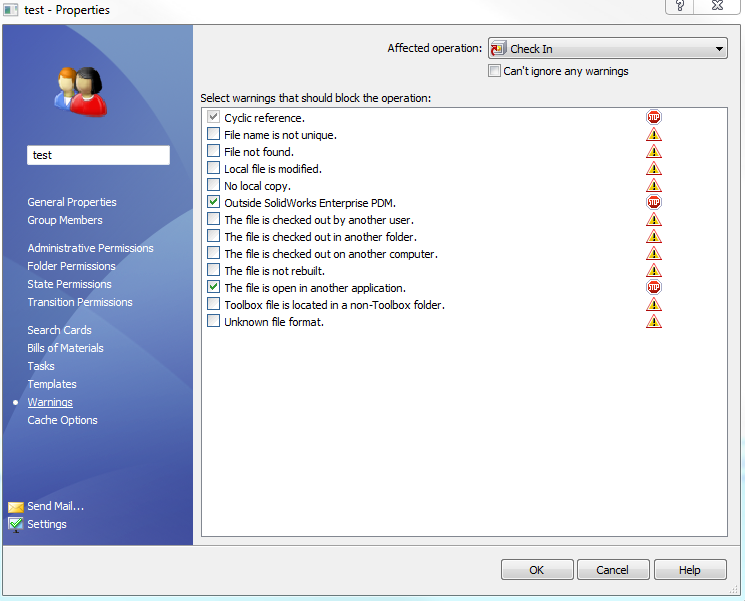 test - Properties
Affected operation: Check In
Can't ignore any warnings
Select warnings that should block the operation:
Cyclic reference. STOP
File name is not unique.
File not found.
Local file is modified.
No local copy.
Outside SolidWorks Enterprise PDM. STOP
The file is checked out by another user.
The file is checked out in another folder.
The file is checked out on another computer.
The file is not rebuilt.
The file is open in another application. STOP
Toolbox file is located in a non-Toolbox folder.
Unknown file format.
test
General Properties
Group Members
Administrative Permissions
Folder Permissions
State Permissions
Transition Permissions
Search Cards
Bills of Materials
Tasks
Templates
Warnings
Cache Options
Send Mail...
Settings
OK Cancel Help